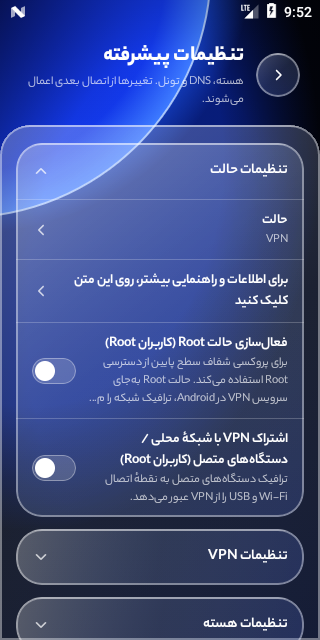 LTE 9:52
تنظیمات پیشرفته
هسته، DNS و تونل. تغییرها از اتصال بعدی اعمال
می‌شوند.
تنظیمات حالت
حالت
VPN
برای اطلاعات و راهنمایی بیشتر، روی این متن
کلیک کنید
فعال‌سازی حالت Root (کاربران Root)
برای پروکسی شفاف سطح پایین از دسترسی
Root استفاده می‌کند. حالت Root به‌جای
سرویس VPN در Android، ترافیک شبکه را م...
اشتراک VPN با شبکهٔ محلی /
دستگاه‌های متصل (کاربران Root)
ترافیک دستگاه‌های متصل به نقطهٔ اتصال
Wi-Fi و USB را از VPN عبور می‌دهد.
تنظیمات VPN
تنظیمات هسته